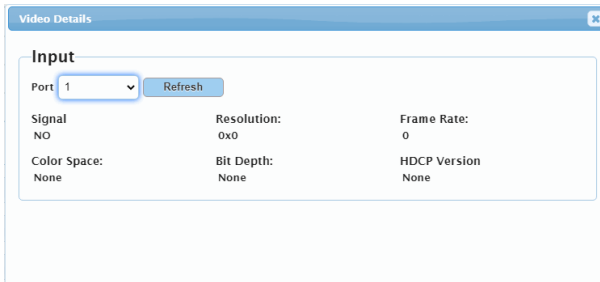 Video Details
Input
Port 1 Refresh
Signal Resolution: Frame Rate:
NO 0x0 0
Color Space: Bit Depth: HDCP Version
None None None